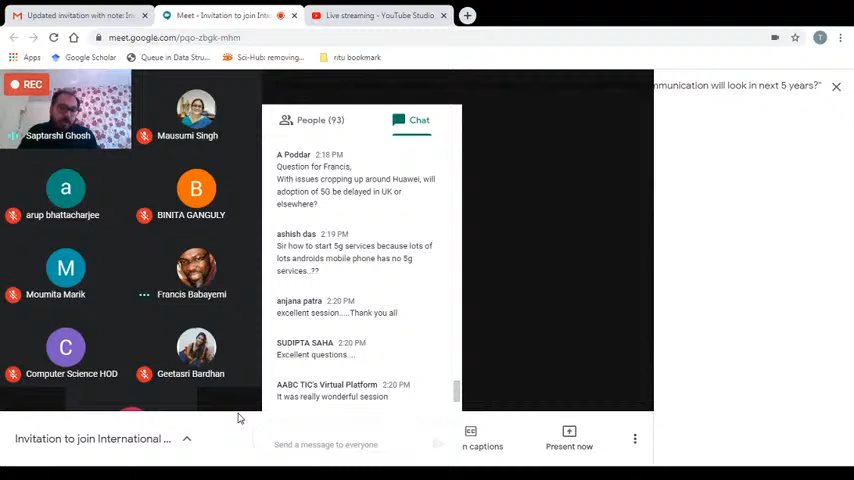 Updated invitation with note: In
Meet - Invitation to join Inte
Live streaming - YouTube Studio
meet.google.com/pqo-zbgk-mhm
T
Apps
Google Scholar
Queue in Data Stru...
Sci-Hub: removing...
ritu bookmark
REC
Saptarshi Ghosh
Mausumi Singh
a
arup bhattacharjee
B
BINITA GANGULY
M
Moumita Marik
Francis Babayemi
C
Computer Science HOD
Geetasri Bardhan
People (93)
Chat
A Poddar 2:18 PM
Question for Francis,
With issues cropping up around Huawei, will
adoption of 5G be delayed in UK or
elsewhere?
ashish das 2:19 PM
Sir how to start 5g services because lots of
lots androids mobile phone has no 5g
services..??
anjana patra 2:20 PM
excellent session.....Thank you all
SUDIPTA SAHA 2:20 PM
Excellent questions....
AABC TIC's Virtual Platform 2:20 PM
It was really wonderful session
Send a message to everyone
mmunication will look in next 5 years?"
Invitation to join International ...
n captions
Present now